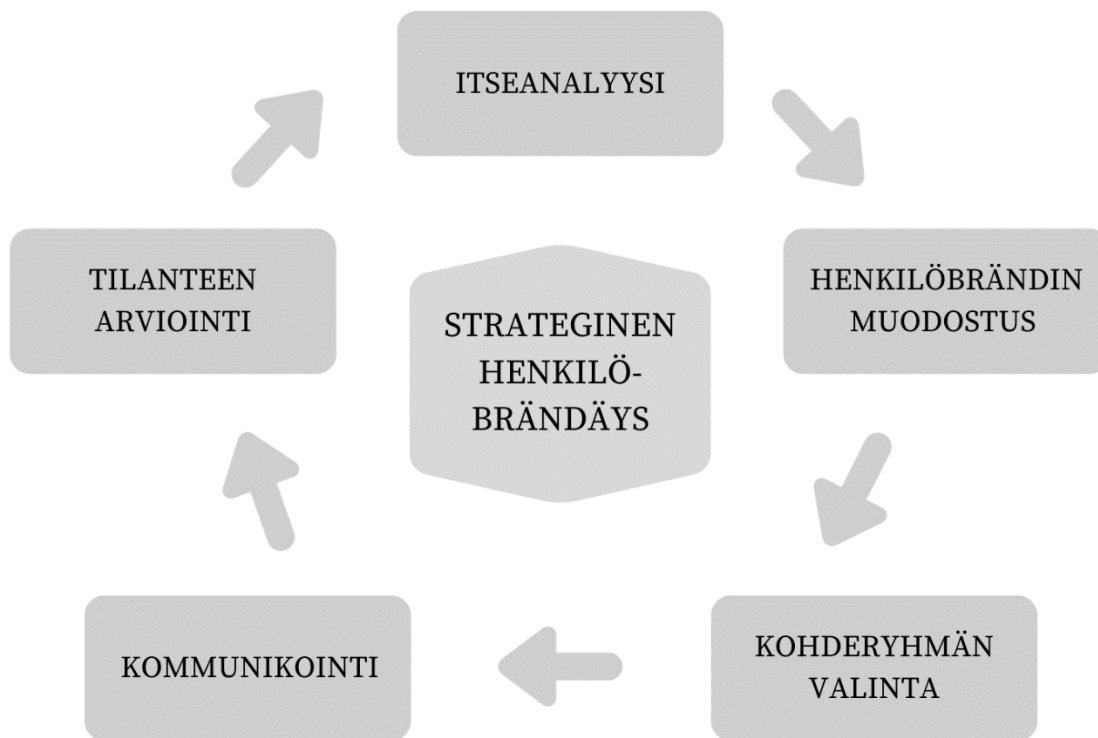 ITSEANALYYSI
HENKILÖBRÄNDIN
MUODOSTUS
KOHDERYHMÄN
VALINTA
KOMMUNIKOINTI
TILANTEEN
ARVIOINTI
STRATEGINEN
HENKILÖ-
BRÄNDÄYS